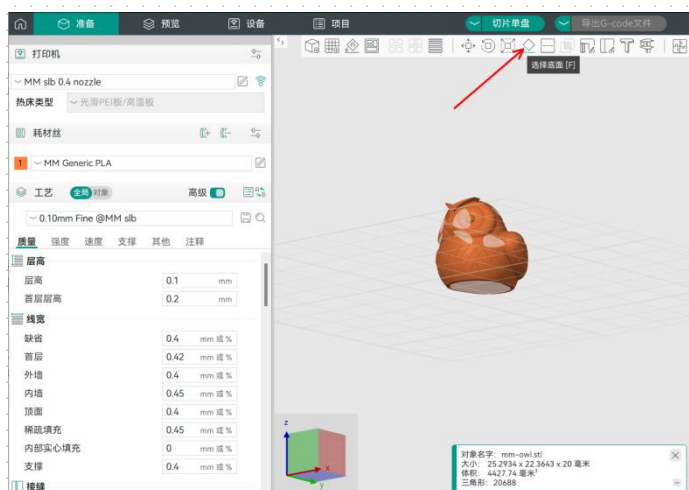 准备 预览 设备 项目 切片单盘 导出G-code文件
打印机
选择底面 [F]
MM slb 0.4 nozzle
热床类型 光滑PEI板/高温板
耗材丝
1 MM Generic PLA
工艺 全局 对象 高级
0.10mm Fine @MM slb
质量 强度 速度 支撑 其他 注释
层高
层高 0.1 mm
首层层高 0.2 mm
线宽
缺省 0.4 mm 或 %
首层 0.42 mm 或 %
外墙 0.4 mm 或 %
内墙 0.45 mm 或 %
顶面 0.4 mm 或 %
稀疏填充 0.45 mm 或 %
内部实心填充 0 mm 或 %
支撑 0.4 mm 或 %
接缝
z
x
y
对象名字: mm-owl.stl
大小: 25.2934 x 22.3643 x 20 毫米
体积: 4427.74 毫米³
三角形: 20688